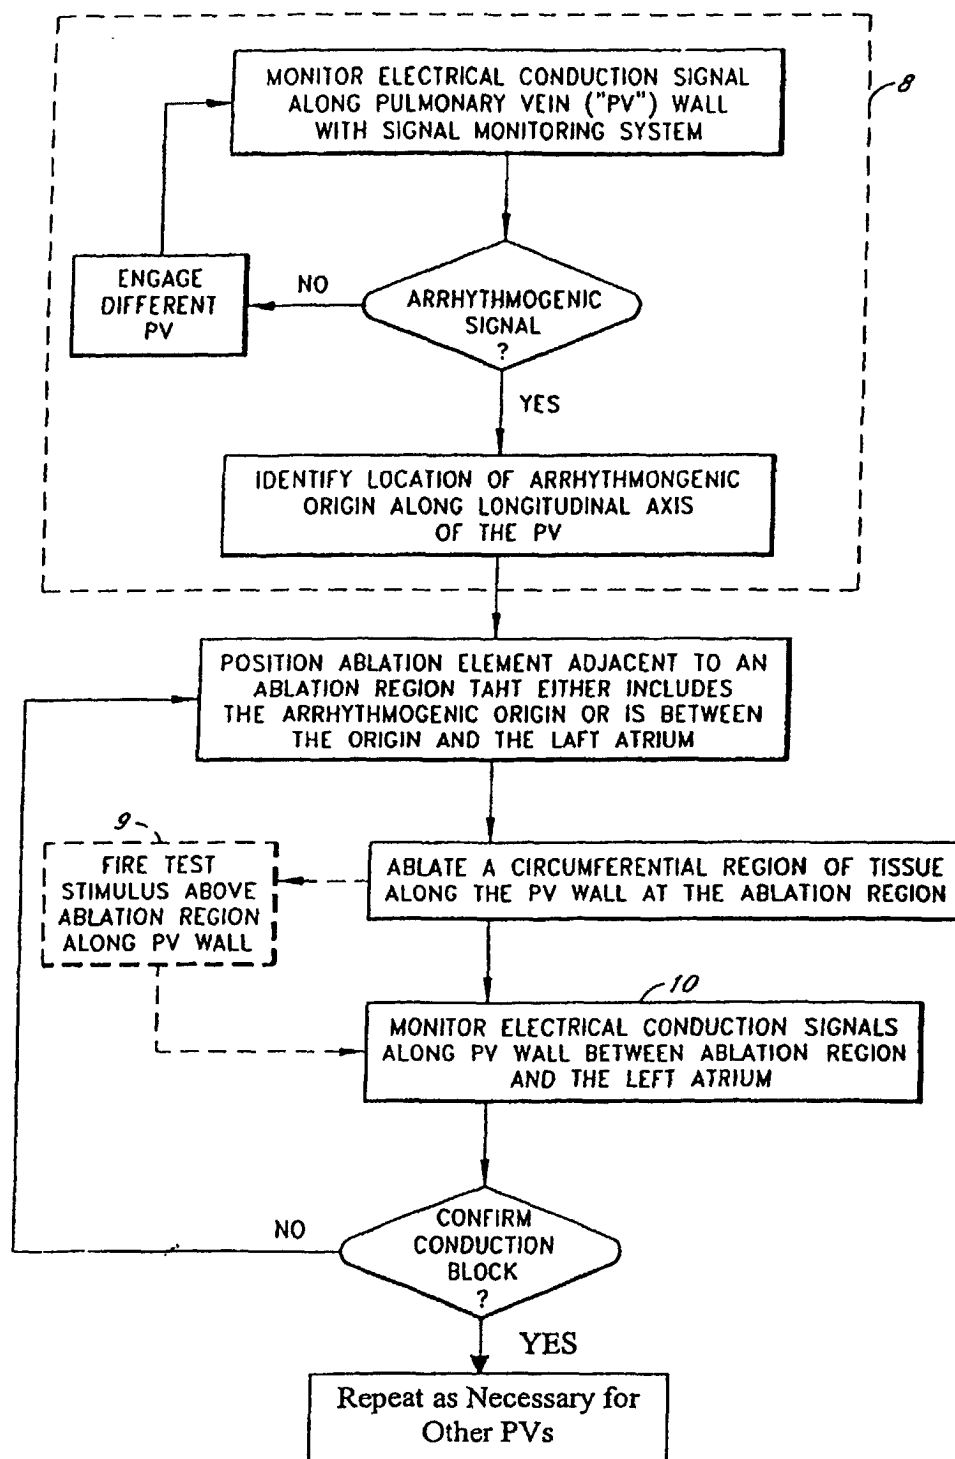 MONITOR ELECTRICAL CONDUCTION SIGNAL
ALONG PULMONARY VEIN ("PV") WALL
WITH SIGNAL MONITORING SYSTEM
8
ENGAGE
DIFFERENT
PV
NO
ARRHYTHMOGENIC
SIGNAL
?
YES
IDENTIFY LOCATION OF ARRHYTHMONGENIC
ORIGIN ALONG LONGITUDINAL AXIS
OF THE PV
POSITION ABLATION ELEMENT ADJACENT TO AN
ABLATION REGION TAHT EITHER INCLUDES
THE ARRHYTHMOGENIC ORIGIN OR IS BETWEEN
THE ORIGIN AND THE LAFT ATRIUM
9
FIRE TEST
STIMULUS ABOVE
ABLATION REGION
ALONG PV WALL
ABLATE A CIRCUMFERENTIAL REGION OF TISSUE
ALONG THE PV WALL AT THE ABLATION REGION
10
MONITOR ELECTRICAL CONDUCTION SIGNALS
ALONG PV WALL BETWEEN ABLATION REGION
AND THE LEFT ATRIUM
NO
CONFIRM
CONDUCTION
BLOCK
?
YES
Repeat as Necessary for
Other PVs